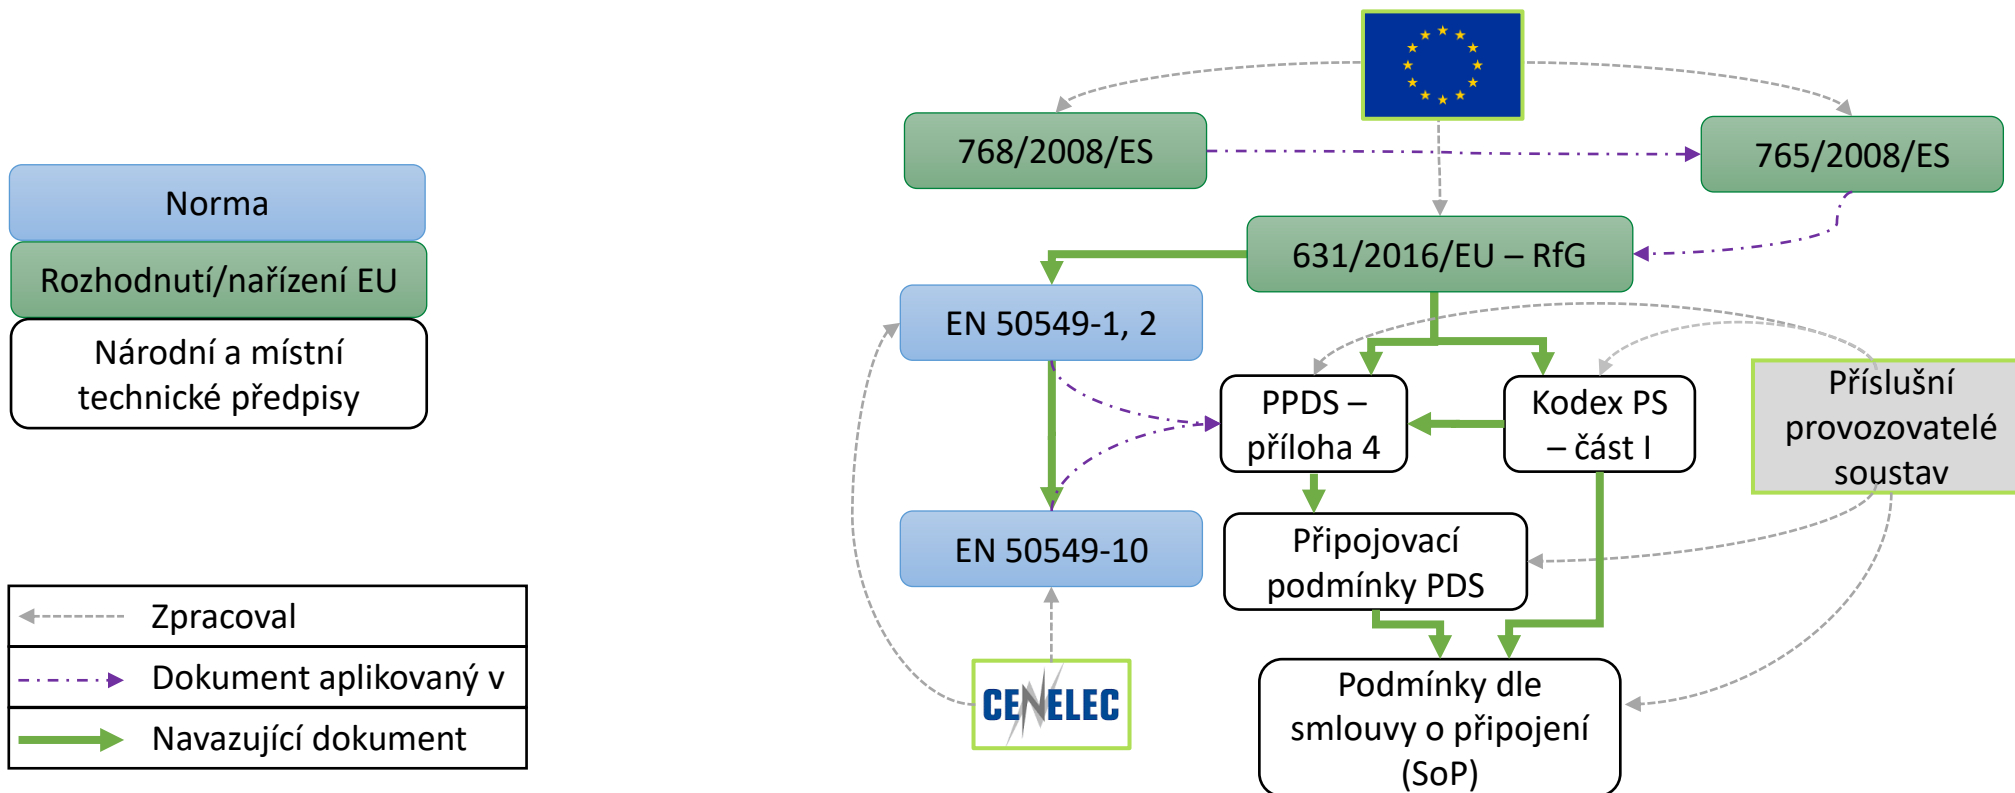 Norma
Rozhodnutí/nařízení EU
Národní a místní
technické předpisy
Zpracoval
Dokument aplikovaný v
Navazující dokument
768/2008/ES
765/2008/ES
631/2016/EU – RfG
EN 50549-1, 2
PPDS –
příloha 4
Kodex PS
– část I
Příslušní
provozovatelé
soustav
EN 50549-10
Připojovací
podmínky PDS
CENELEC
Podmínky dle
smlouvy o připojení
(SoP)